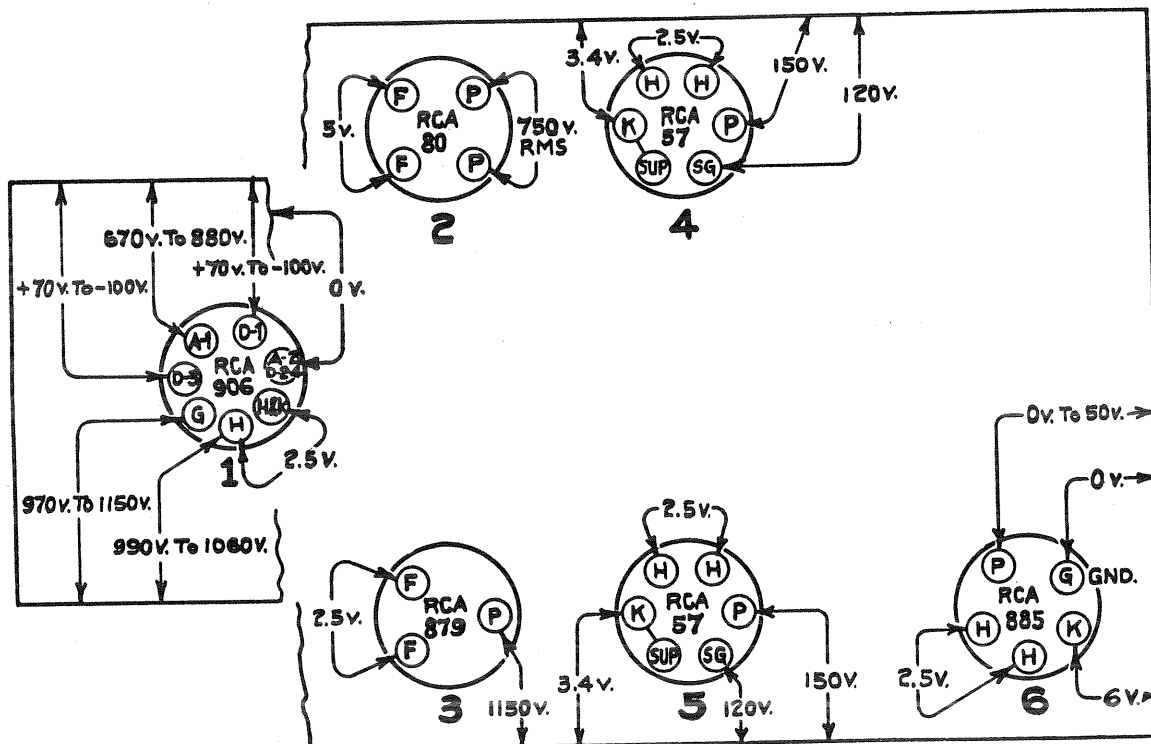 2.5V.
3.4V.
H H
150V.
120V.
K RCA P
57
SUP SG
4
F P
RCA
80
F P
5V.
750V.
RMS
2
670V. To 880V.
+70V. To -100V.
+70V. To -100V.
0V.
A-1 D-1
RCA
906
D-3
A-2
D-2-4
G H H&K
1
2.5V.
970V. To 1150V.
990V. To 1060V.
F
RCA
879
F
P
2.5V.
1150V.
3
2.5V.
H H
K RCA P
57
SUP SG
3.4V.
120V.
150V.
5
0V. To 50V.
0V.
P G GND.
RCA
885
H K
H
2.5V.
6V.
6